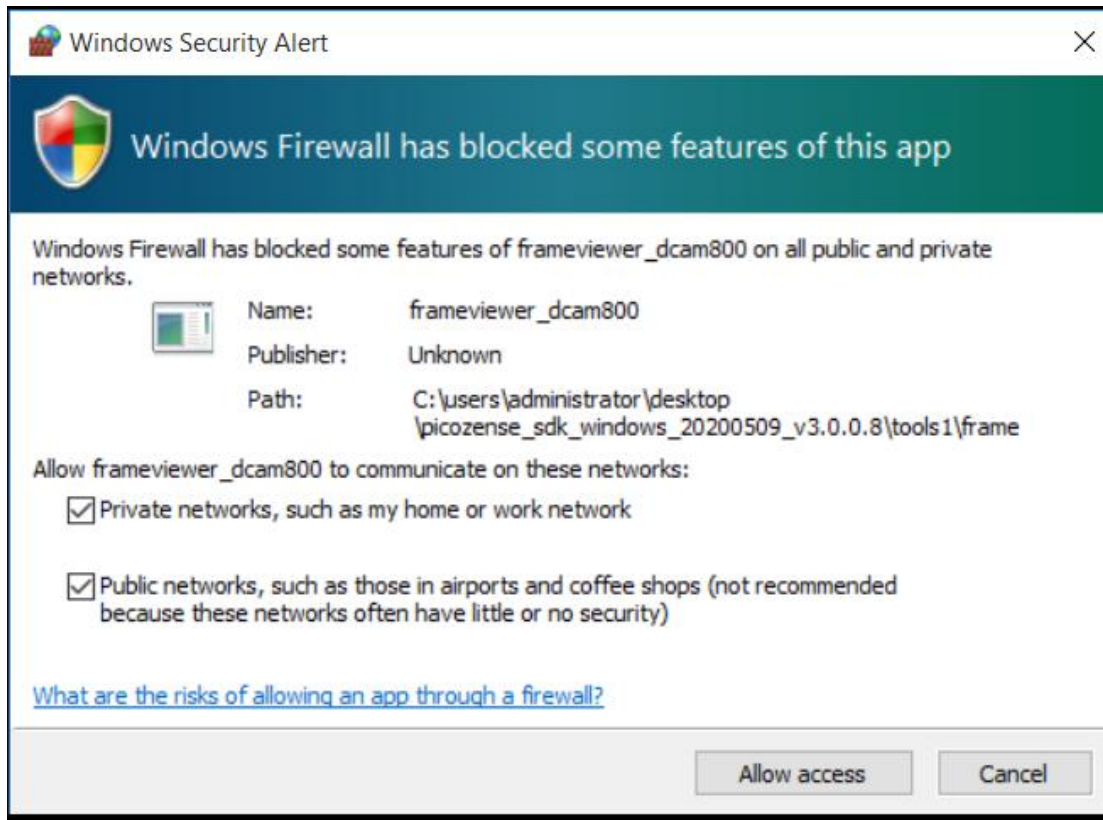 Windows Security Alert
Windows Firewall has blocked some features of this app
Windows Firewall has blocked some features of frameviewer_dcam800 on all public and private
networks.
Name: frameviewer_dcam800
Publisher: Unknown
Path: C:\users\administrator\desktop
\picozense_sdk_windows_20200509_v3.0.0.8\tools1\frame
Allow frameviewer_dcam800 to communicate on these networks:
Private networks, such as my home or work network
Public networks, such as those in airports and coffee shops (not recommended
because these networks often have little or no security)
What are the risks of allowing an app through a firewall?
Allow access Cancel